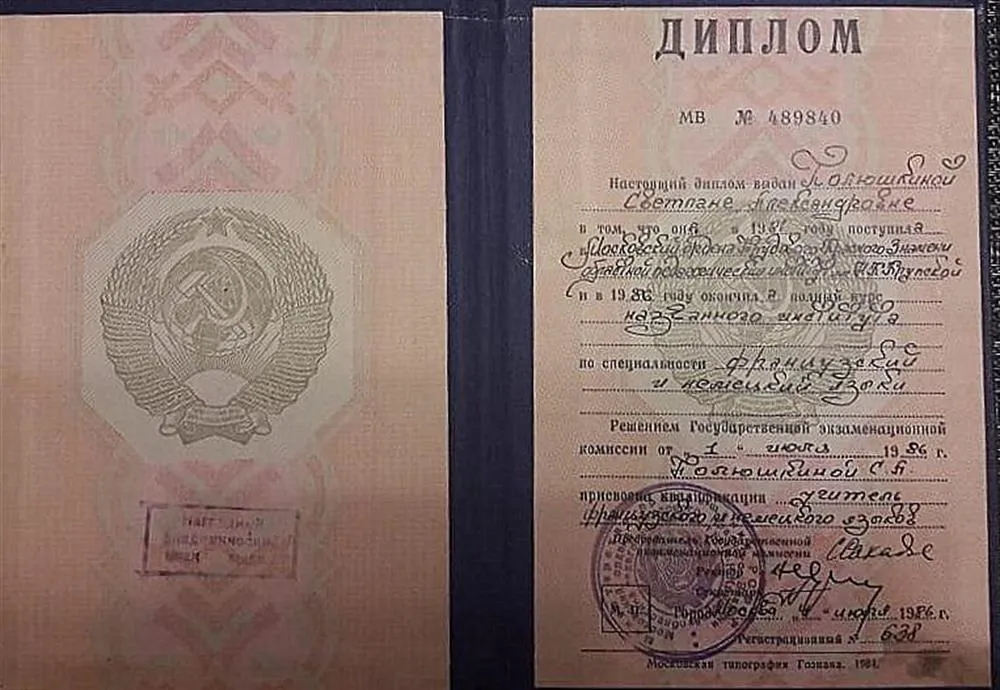 ДИПЛОМ
МВ № 489840
Настоящий диплом выдан Полюшкиной
Светлане Александровне
в том, что она в 1981 году поступила
в Московский ордена Трудового Красного Знамени
областной педагогический институт им. Н.К. Крупской
и в 1986 году окончила полный курс
названного института
по специальности французский
и немецкий языки
Решением Государственной экзаменационной
комиссии от „1" июля 1986 г.
Полюшкиной С.А.
присвоена квалификация учитель
французского и немецкого языков
Председатель Государственной
экзаменационной комиссии
Ректор
Секретарь
М. П. Город Москва июля 1986 г.
Регистрационный № 638
Московская типография Гознака. 1984.